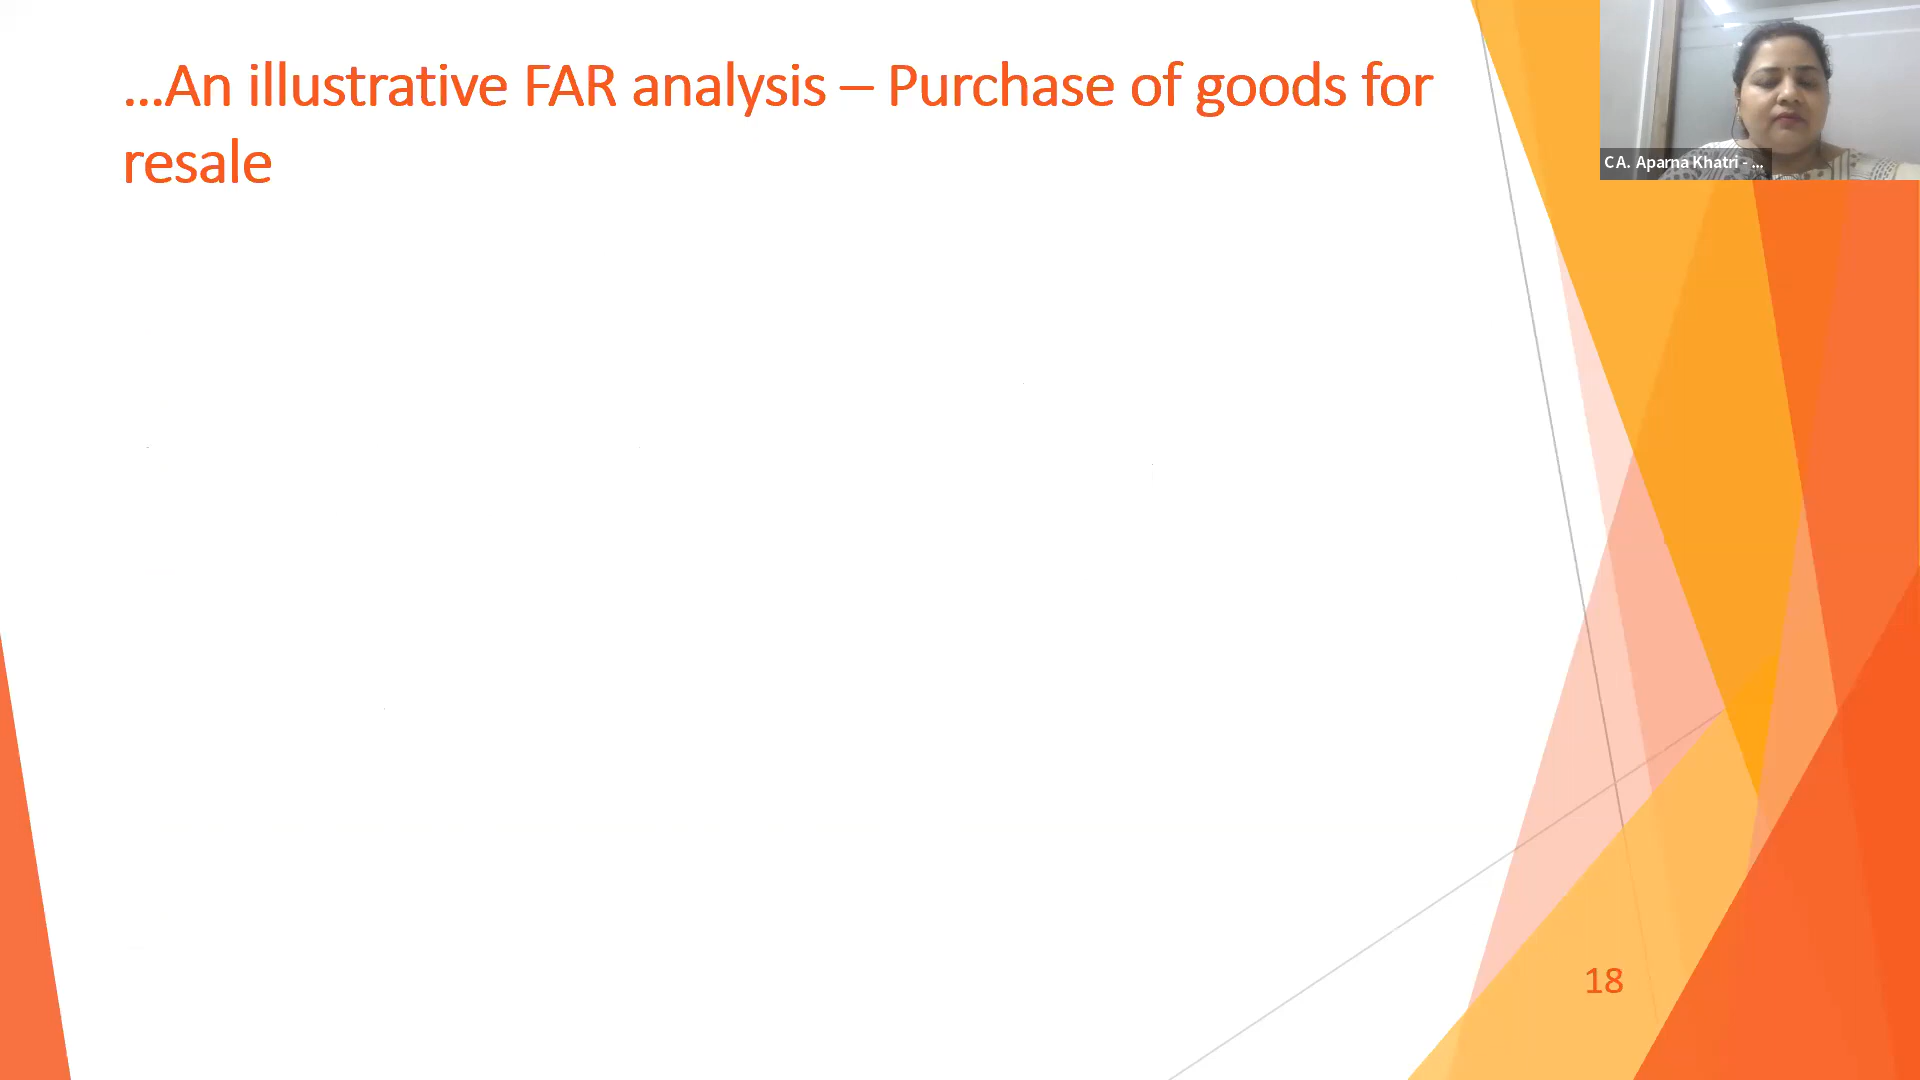 ...An illustrative FAR analysis – Purchase of goods for
resale
CA. Aparna Khatri - ...
18